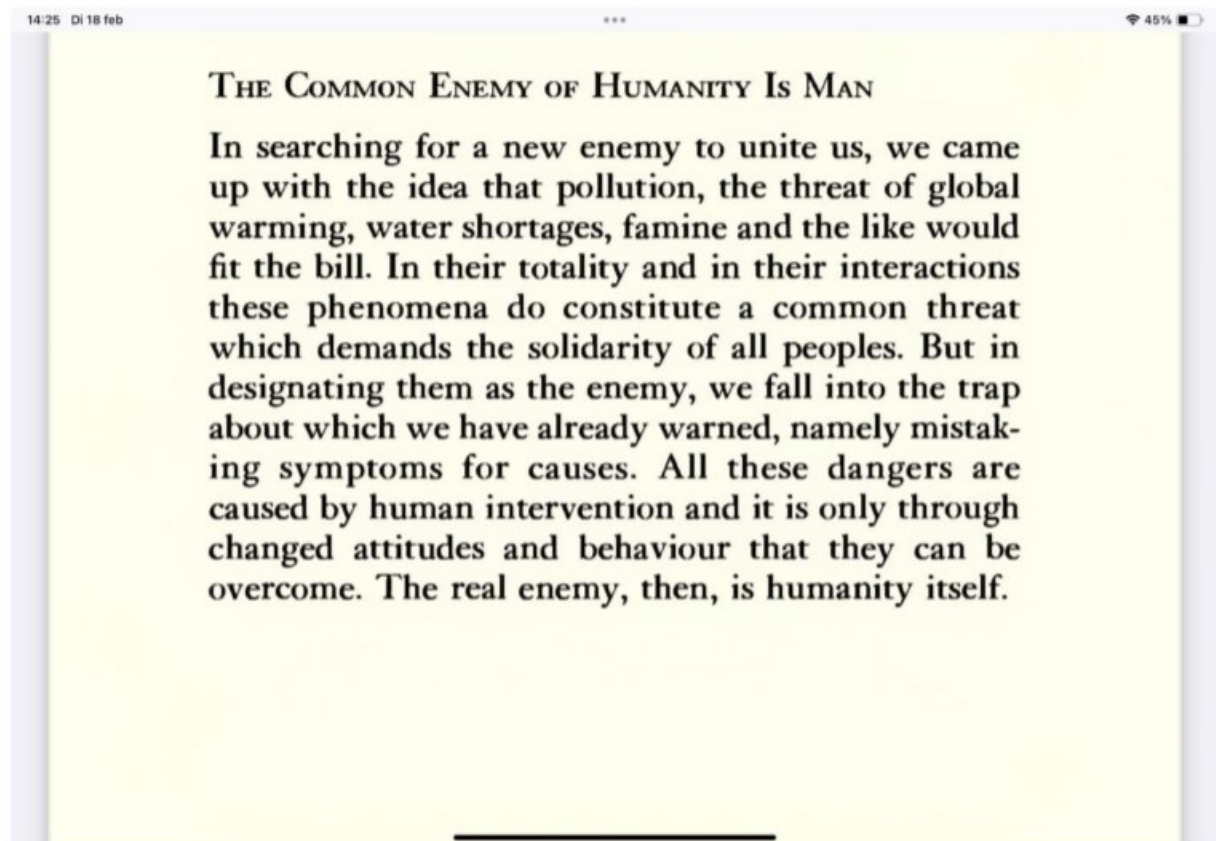 14:25 Di 18 feb
45%
THE COMMON ENEMY OF HUMANITY IS MAN
In searching for a new enemy to unite us, we came
up with the idea that pollution, the threat of global
warming, water shortages, famine and the like would
fit the bill. In their totality and in their interactions
these phenomena do constitute a common threat
which demands the solidarity of all peoples. But in
designating them as the enemy, we fall into the trap
about which we have already warned, namely mistak-
ing symptoms for causes. All these dangers are
caused by human intervention and it is only through
changed attitudes and behaviour that they can be
overcome. The real enemy, then, is humanity itself.